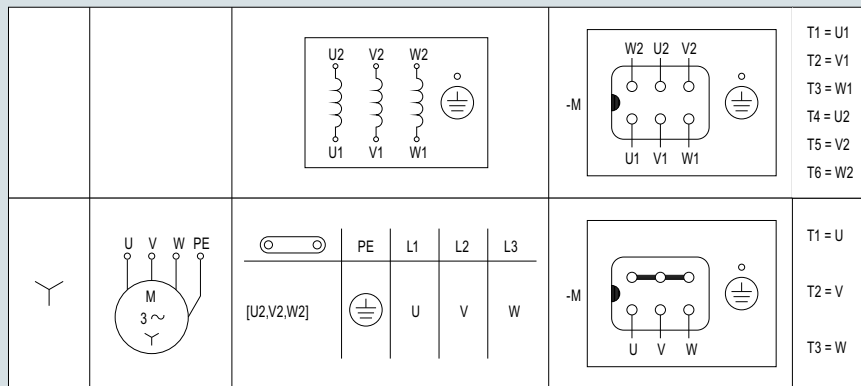 U2 V2 W2
U1 V1 W1
-M
W2 U2 V2
U1 V1 W1
T1 = U1
T2 = V1
T3 = W1
T4 = U2
T5 = V2
T6 = W2
U V W PE
M
3 ~
PE L1 L2 L3
[U2,V2,W2] U V W
-M
U V W
T1 = U
T2 = V
T3 = W